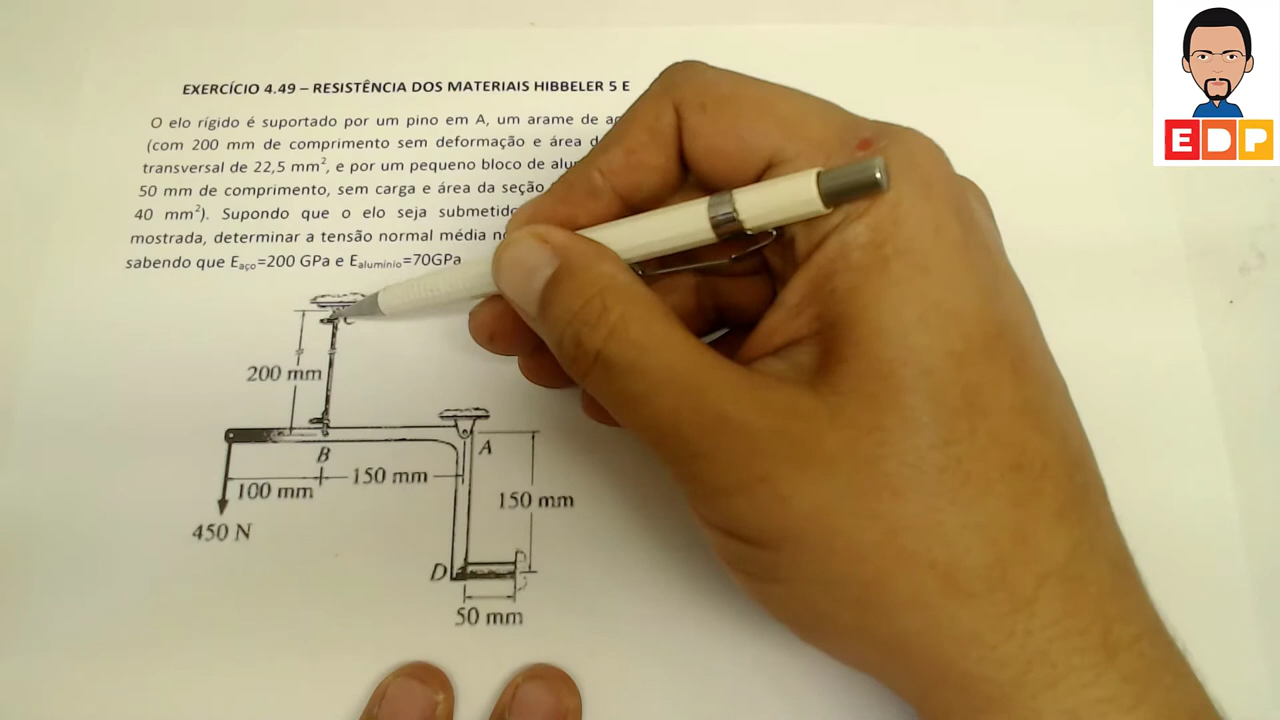 EXERCÍCIO 4.49 – RESISTÊNCIA DOS MATERIAIS HIBBELER 5 E
O elo rígido é suportado por um pino em A, um arame de
(com 200 mm de comprimento sem deformação e área
transversal de 22,5 mm², e por um pequeno bloco de
50 mm de comprimento, sem carga e área da seção
40 mm²). Supondo que o elo seja
mostrada, determinar a tensão normal média
sabendo que Eaço=200 GPa e Ealumínio=70GPa
200 mm
A
B
150 mm
100 mm
150 mm
450 N
D
50 mm
EDP